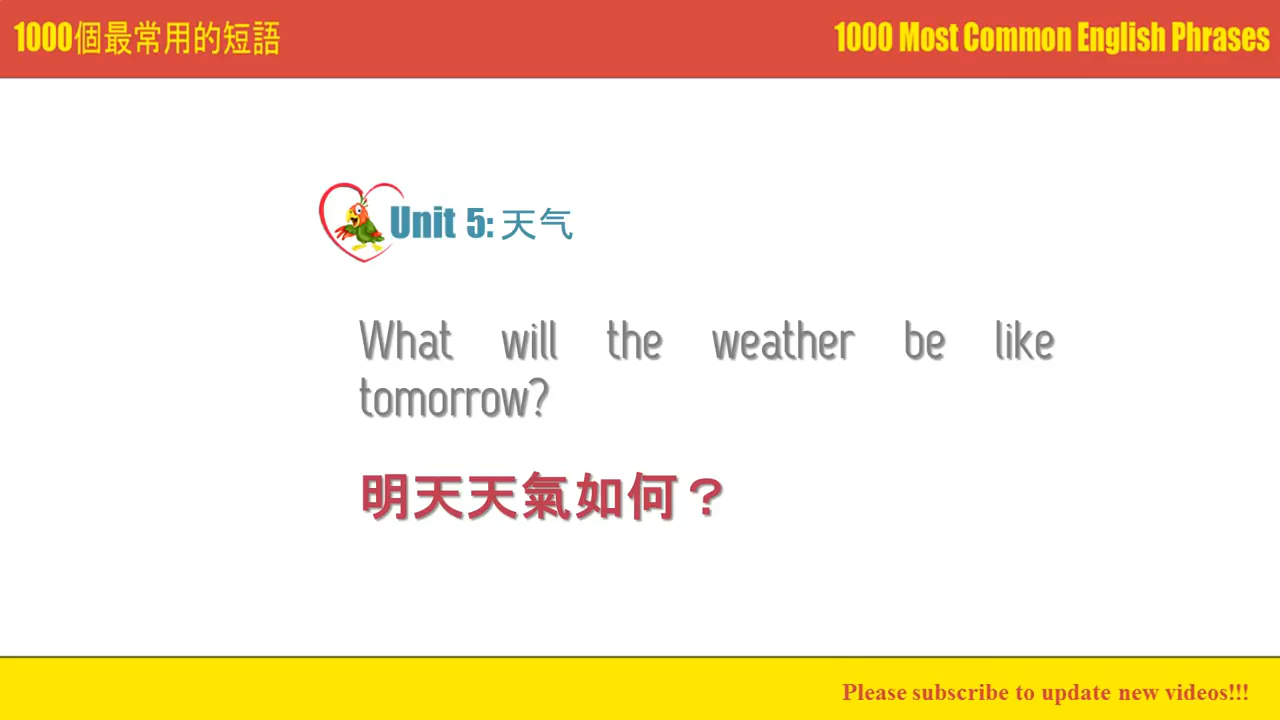 1000個最常用的短語
1000 Most Common English Phrases
Unit 5: 天气
What will the weather be like
tomorrow?
明天天氣如何？
Please subscribe to update new videos!!!